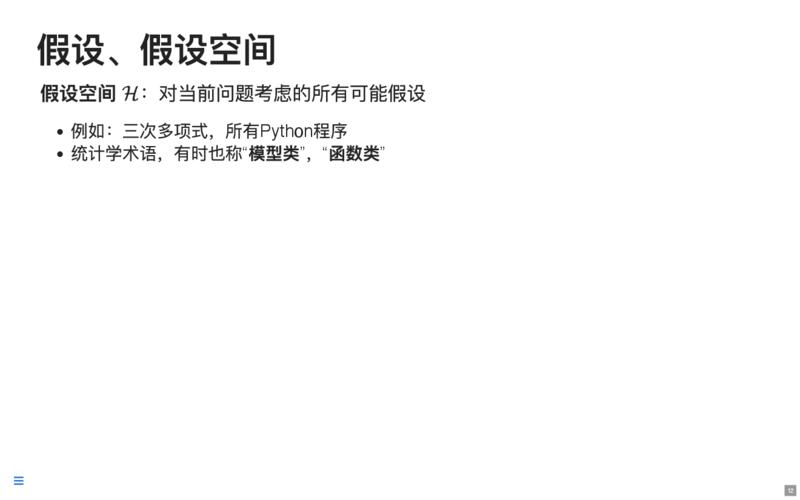 假设、假设空间
假设空间 ℋ：对当前问题考虑的所有可能假设
• 例如：三次多项式，所有Python程序
• 统计学术语，有时也称“模型类”，“函数类”
12